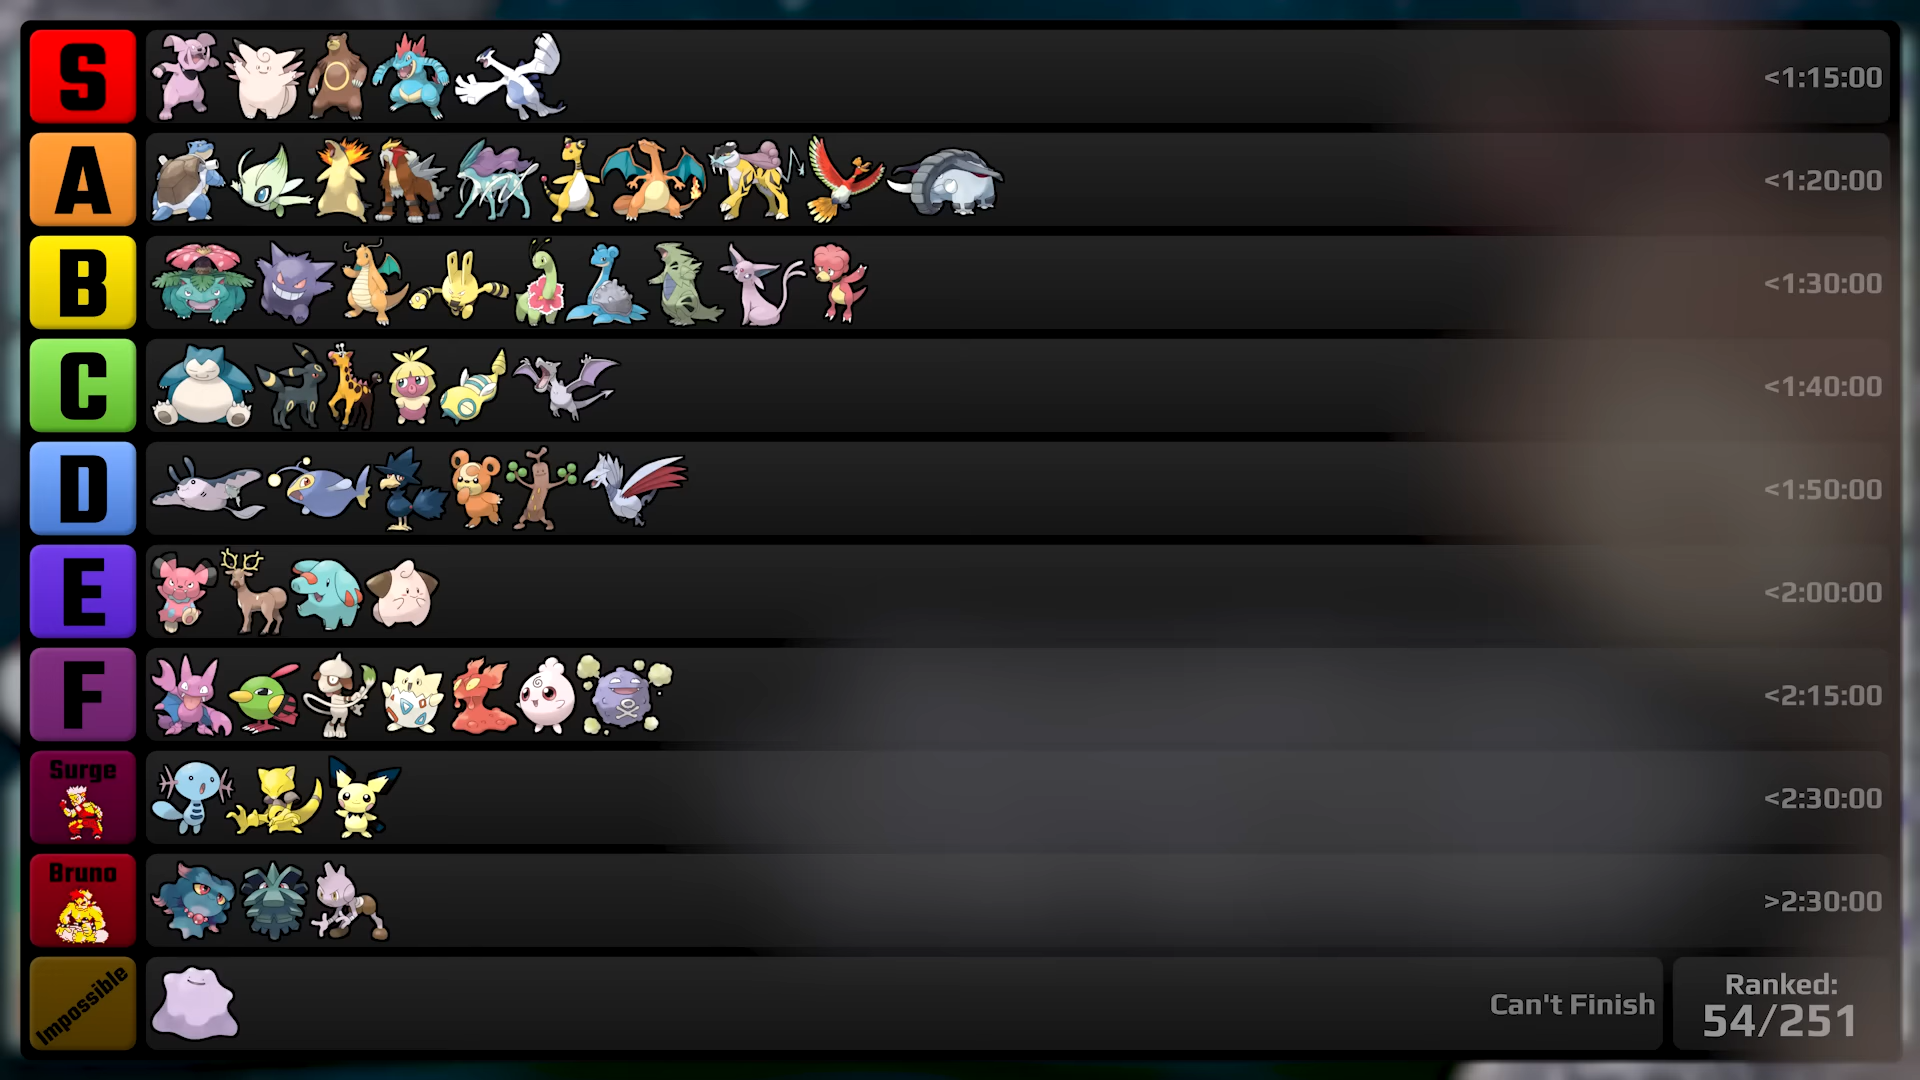 S <1:15:00
A <1:20:00
B <1:30:00
C <1:40:00
D <1:50:00
E <2:00:00
F <2:15:00
Surge <2:30:00
Bruno >2:30:00
Impossible Can't Finish
Ranked:
54/251